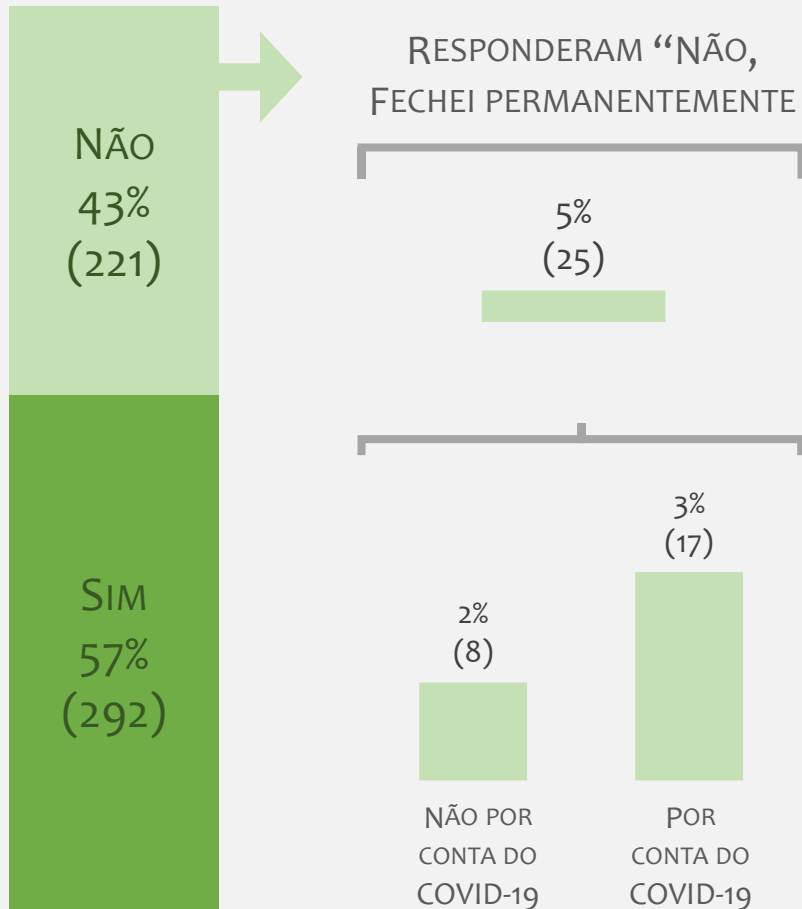 NÃO
43%
(221)
RESPONDERAM “NÃO,
FECHEI PERMANENTEMENTE
5%
(25)
SIM
57%
(292)
2%
(8)
NÃO POR
CONTA DO
COVID-19
3%
(17)
POR
CONTA DO
COVID-19